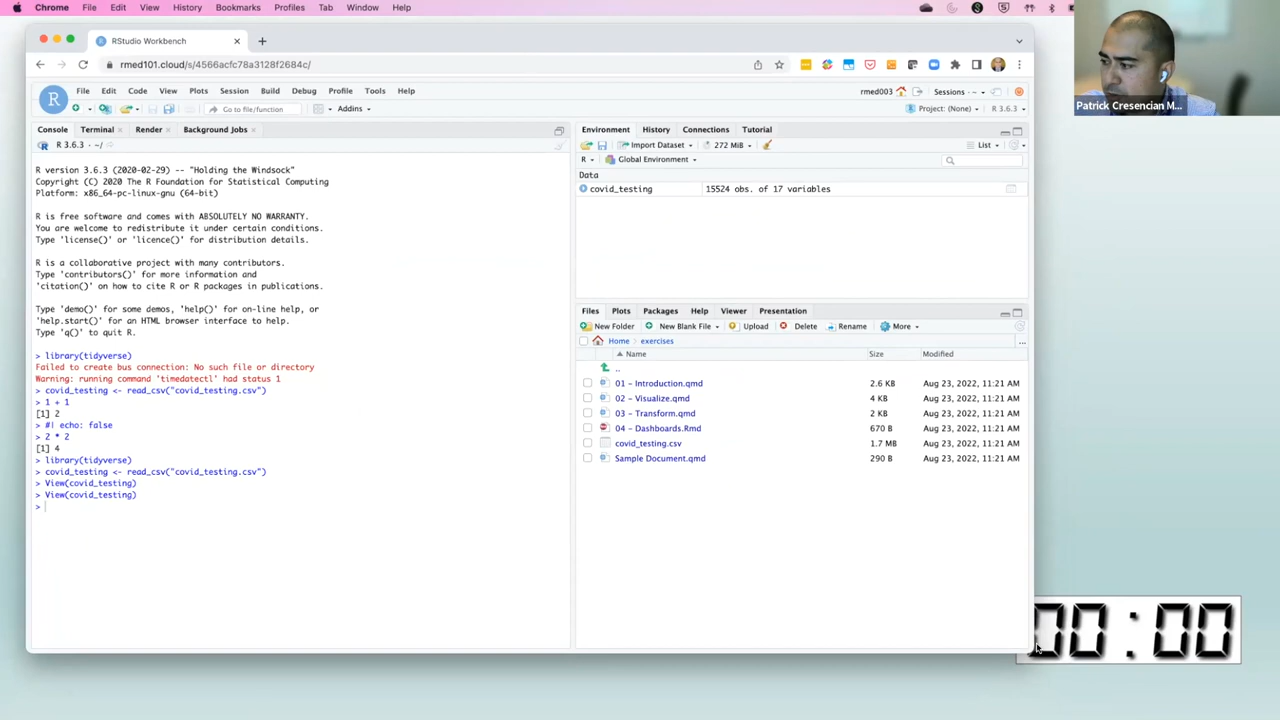 Chrome File Edit View History Bookmarks Profiles Tab Window Help
RStudio Workbench
rmed101.cloud/s/4566acfc78a3128f2684c/
Patrick Cresencian M...
File Edit Code View Plots Session Build Debug Profile Tools Help
rmed003 Sessions
Go to file/function Addins
Project: (None) R 3.6.3
Console Terminal Render Background Jobs
R 3.6.3 · ~/
R version 3.6.3 (2020-02-29) -- "Holding the Windsock"
Copyright (C) 2020 The R Foundation for Statistical Computing
Platform: x86_64-pc-linux-gnu (64-bit)
R is free software and comes with ABSOLUTELY NO WARRANTY.
You are welcome to redistribute it under certain conditions.
Type 'license()' or 'licence()' for distribution details.
R is a collaborative project with many contributors.
Type 'contributors()' for more information and
'citation()' on how to cite R or R packages in publications.
Type 'demo()' for some demos, 'help()' for on-line help, or
'help.start()' for an HTML browser interface to help.
Type 'q()' to quit R.
> library(tidyverse)
Failed to create bus connection: No such file or directory
Warning: running command 'timedatectl' had status 1
> covid_testing <- read_csv("covid_testing.csv")
> 1 + 1
[1] 2
> #| echo: false
> 2 * 2
[1] 4
> library(tidyverse)
> covid_testing <- read_csv("covid_testing.csv")
> View(covid_testing)
> View(covid_testing)
>
Environment History Connections Tutorial
Import Dataset 272 MiB List
R Global Environment
Data
covid_testing 15524 obs. of 17 variables
Files Plots Packages Help Viewer Presentation
New Folder New Blank File Upload Delete Rename More
Home exercises ...
Name Size Modified
..
01 - Introduction.qmd 2.6 KB Aug 23, 2022, 11:21 AM
02 - Visualize.qmd 4 KB Aug 23, 2022, 11:21 AM
03 - Transform.qmd 2 KB Aug 23, 2022, 11:21 AM
04 - Dashboards.Rmd 670 B Aug 23, 2022, 11:21 AM
covid_testing.csv 1.7 MB Aug 23, 2022, 11:21 AM
Sample Document.qmd 290 B Aug 23, 2022, 11:21 AM
00:00